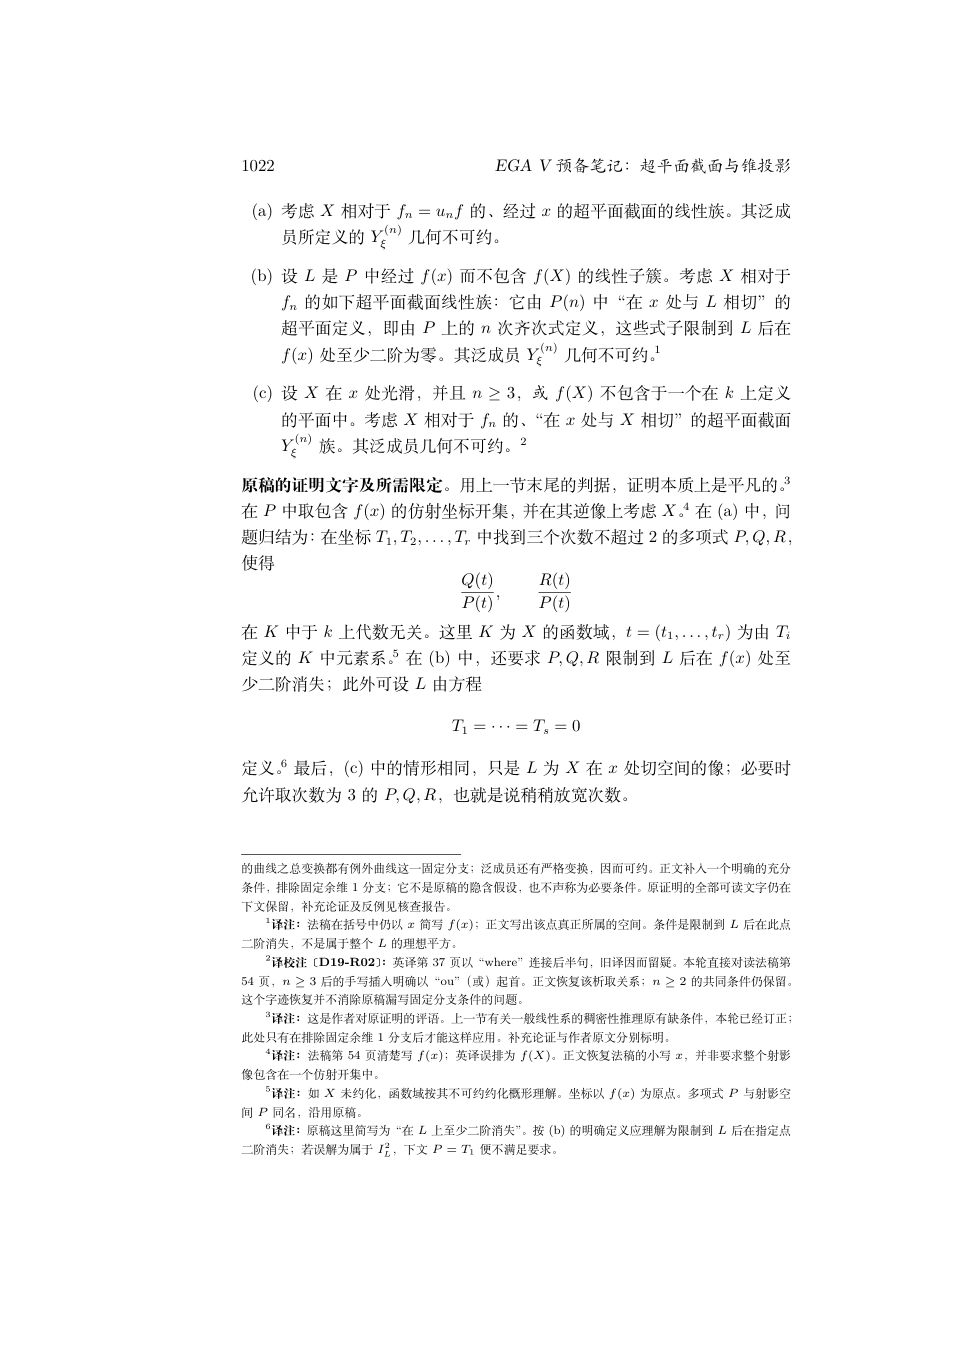 1022 EGA V 预备笔记：超平面截面与锥投影
(a) 考虑 X 相对于 fₙ = uₙf 的、经过 x 的超平面截面的线性族。其泛成
员所定义的 Y_ξ^(n) 几何不可约。
(b) 设 L 是 P 中经过 f(x) 而不包含 f(X) 的线性子簇。考虑 X 相对于
fₙ 的如下超平面截面线性族：它由 P(n) 中 “在 x 处与 L 相切” 的
超平面定义，即由 P 上的 n 次齐次式定义，这些式子限制到 L 后在
f(x) 处至少二阶为零。其泛成员 Y_ξ^(n) 几何不可约。¹
(c) 设 X 在 x 处光滑，并且 n ≥ 3，或 f(X) 不包含于一个在 k 上定义
的平面中。考虑 X 相对于 fₙ 的、“在 x 处与 X 相切” 的超平面截面
Y_ξ^(n) 族。其泛成员几何不可约。²
原稿的证明文字及所需限定。用上一节末尾的判据，证明本质上是平凡的。³
在 P 中取包含 f(x) 的仿射坐标开集，并在其逆像上考虑 X。⁴ 在 (a) 中，问
题归结为：在坐标 T₁, T₂, . . . , Tᵣ 中找到三个次数不超过 2 的多项式 P, Q, R，
使得
Q(t)/P(t), R(t)/P(t)
在 K 中于 k 上代数无关。这里 K 为 X 的函数域，t = (t₁, . . . , tᵣ) 为由 Tᵢ
定义的 K 中元素系。⁵ 在 (b) 中，还要求 P, Q, R 限制到 L 后在 f(x) 处至
少二阶消失；此外可设 L 由方程
T₁ = · · · = Tₛ = 0
定义。⁶ 最后，(c) 中的情形相同，只是 L 为 X 在 x 处切空间的像；必要时
允许取次数为 3 的 P, Q, R，也就是说稍稍放宽次数。
的曲线之总变换都有例外曲线这一固定分支；泛成员还有严格变换，因而可约。正文补入一个明确的充分
条件，排除固定余维 1 分支；它不是原稿的隐含假设，也不声称为必要条件。原证明的全部可读文字仍在
下文保留，补充论证及反例见核查报告。
¹译注：法稿在括号中仍以 x 简写 f(x)；正文写出该点真正所属的空间。条件是限制到 L 后在此点
二阶消失，不是属于整个 L 的理想平方。
²译校注〔D19-R02〕：英译第 37 页以 “where” 连接后半句，旧译因而留疑。本轮直接对读法稿第
54 页，n ≥ 3 后的手写插入明确以 “ou”（或）起首。正文恢复该析取关系；n ≥ 2 的共同条件仍保留。
这个字迹恢复并不消除原稿漏写固定分支条件的问题。
³译注：这是作者对原证明的评语。上一节有关一般线性系的稠密性推理原有缺条件，本轮已经订正；
此处只有在排除固定余维 1 分支后才能这样应用。补充论证与作者原文分别标明。
⁴译注：法稿第 54 页清楚写 f(x)；英译误排为 f(X)。正文恢复法稿的小写 x，并非要求整个射影
像包含在一个仿射开集中。
⁵译注：如 X 未约化，函数域按其不可约约化概形理解。坐标以 f(x) 为原点。多项式 P 与射影空
间 P 同名，沿用原稿。
⁶译注：原稿这里简写为 “在 L 上至少二阶消失”。按 (b) 的明确定义应理解为限制到 L 后在指定点
二阶消失；若误解为属于 I_L^2，下文 P = T₁ 便不满足要求。